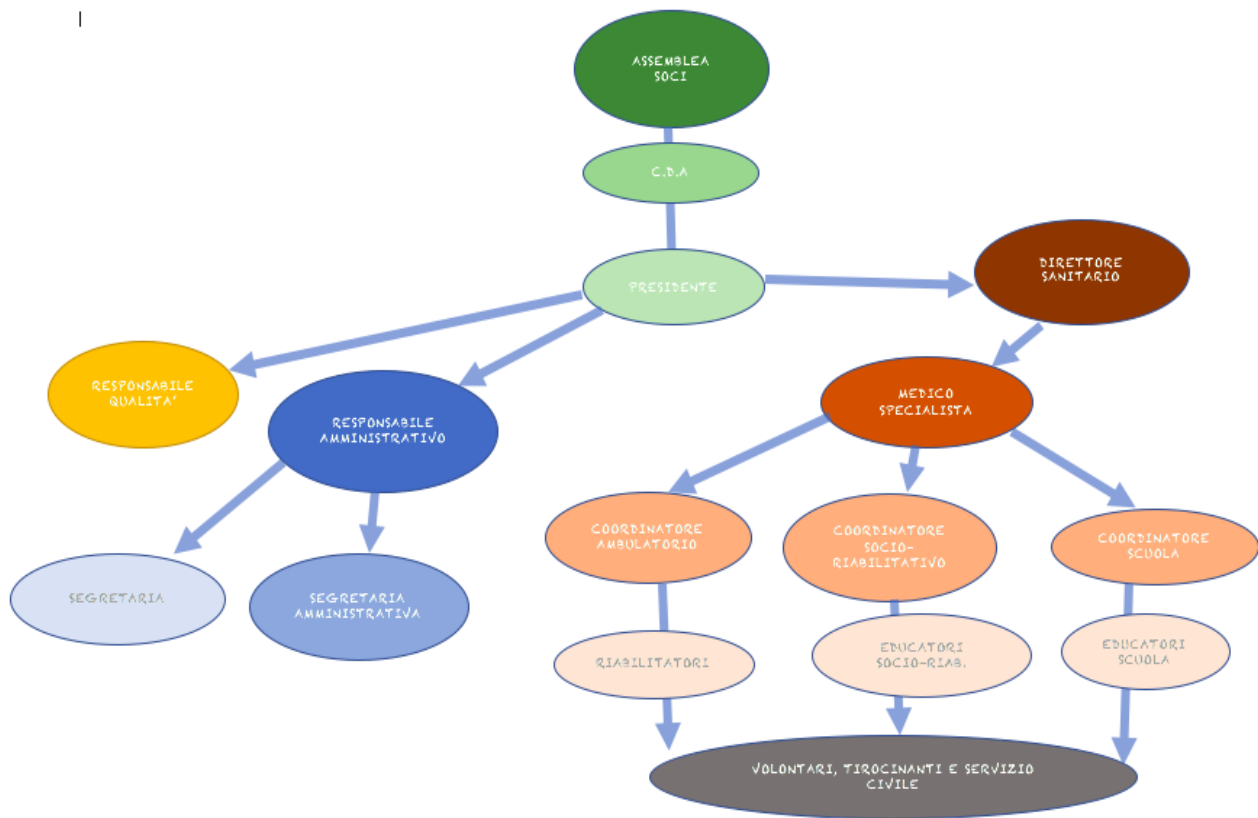 ASSEMBLEA
SOCI
C.D.A
PRESIDENTE
DIRETTORE
SANITARIO
RESPONSABILE
QUALITA'
RESPONSABILE
AMMINISTRATIVO
MEDICO
SPECIALISTA
SEGRETARIA
SEGRETARIA
AMMINISTRATIVA
COORDINATORE
AMBULATORIO
COORDINATORE
SOCIO-
RIABILITATIVO
COORDINATORE
SCUOLA
RIABILITATORI
EDUCATORI
SOCIO-RIAB.
EDUCATORI
SCUOLA
VOLONTARI, TIROCINANTI E SERVIZIO
CIVILE